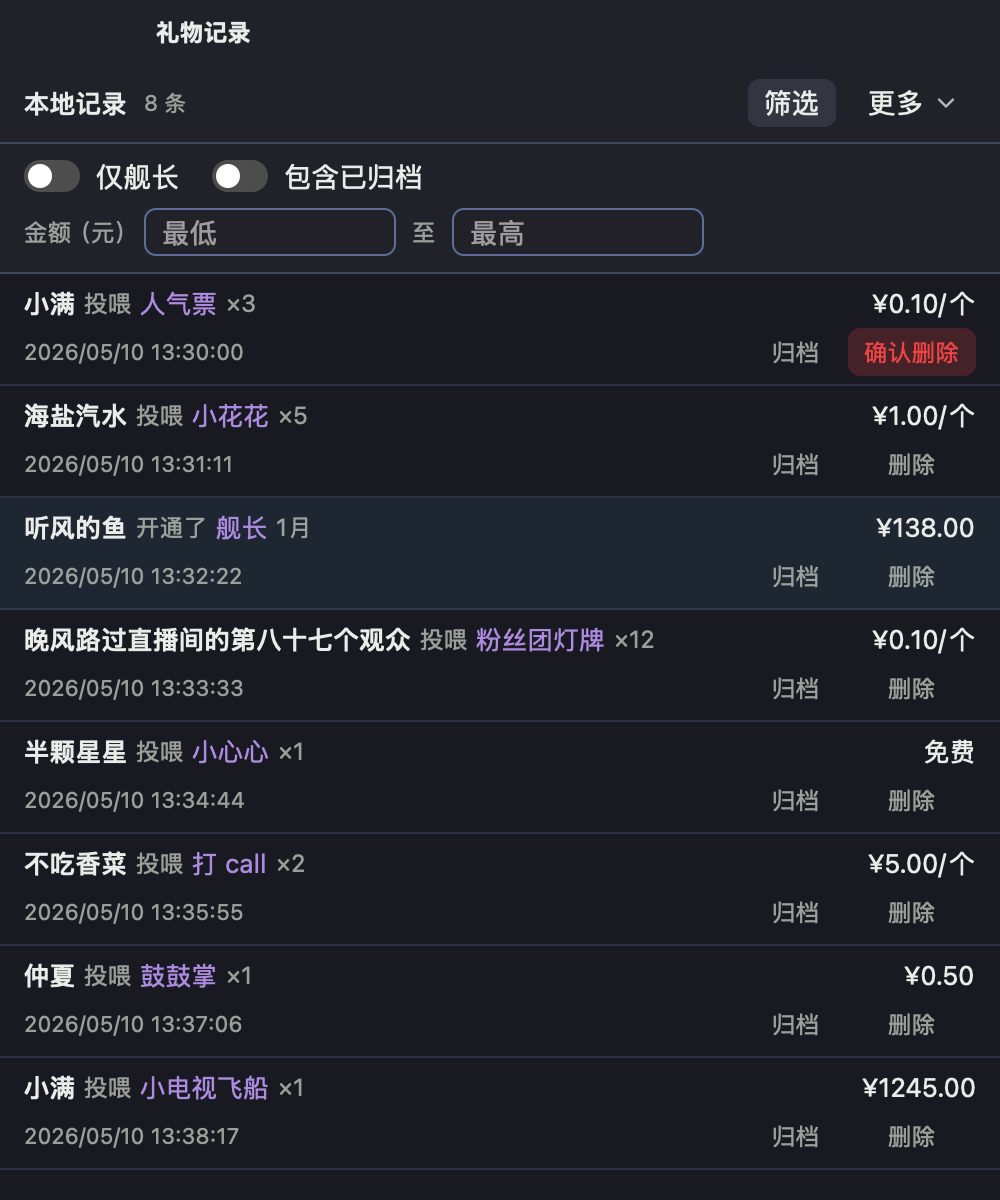 礼物记录
本地记录 8 条 筛选 更多
仅舰长 包含已归档
金额（元） 最低 至 最高
小满 投喂 人气票 ×3 ¥0.10/个
2026/05/10 13:30:00 归档 确认删除
海盐汽水 投喂 小花花 ×5 ¥1.00/个
2026/05/10 13:31:11 归档 删除
听风的鱼 开通了 舰长 1月 ¥138.00
2026/05/10 13:32:22 归档 删除
晚风路过直播间的第八十七个观众 投喂 粉丝团灯牌 ×12 ¥0.10/个
2026/05/10 13:33:33 归档 删除
半颗星星 投喂 小心心 ×1 免费
2026/05/10 13:34:44 归档 删除
不吃香菜 投喂 打 call ×2 ¥5.00/个
2026/05/10 13:35:55 归档 删除
仲夏 投喂 鼓鼓掌 ×1 ¥0.50
2026/05/10 13:37:06 归档 删除
小满 投喂 小电视飞船 ×1 ¥1245.00
2026/05/10 13:38:17 归档 删除